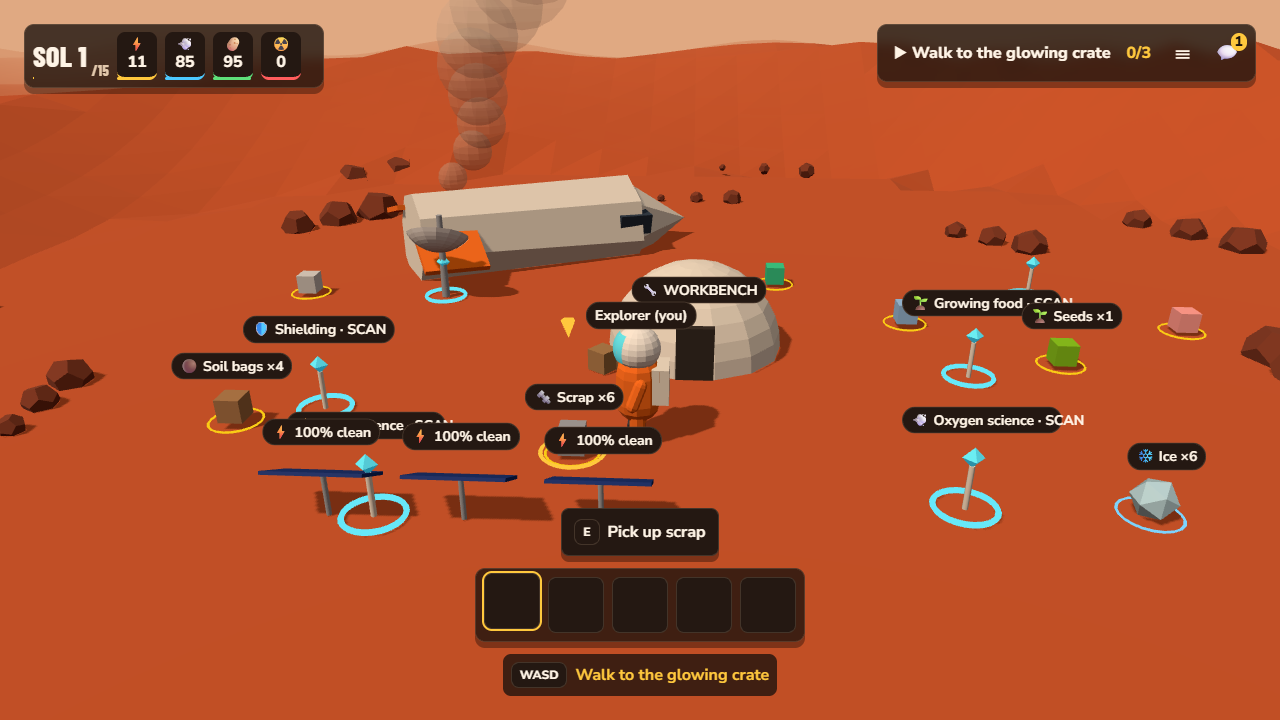 SOL 1 /15
11
85
95
0
Walk to the glowing crate 0/3
1
WORKBENCH
Explorer (you)
Growing food · SCAN
Seeds ×1
Shielding · SCAN
Soil bags ×4
Scrap ×6
SCAN
100% clean
100% clean
100% clean
Oxygen science · SCAN
Ice ×6
E Pick up scrap
WASD Walk to the glowing crate